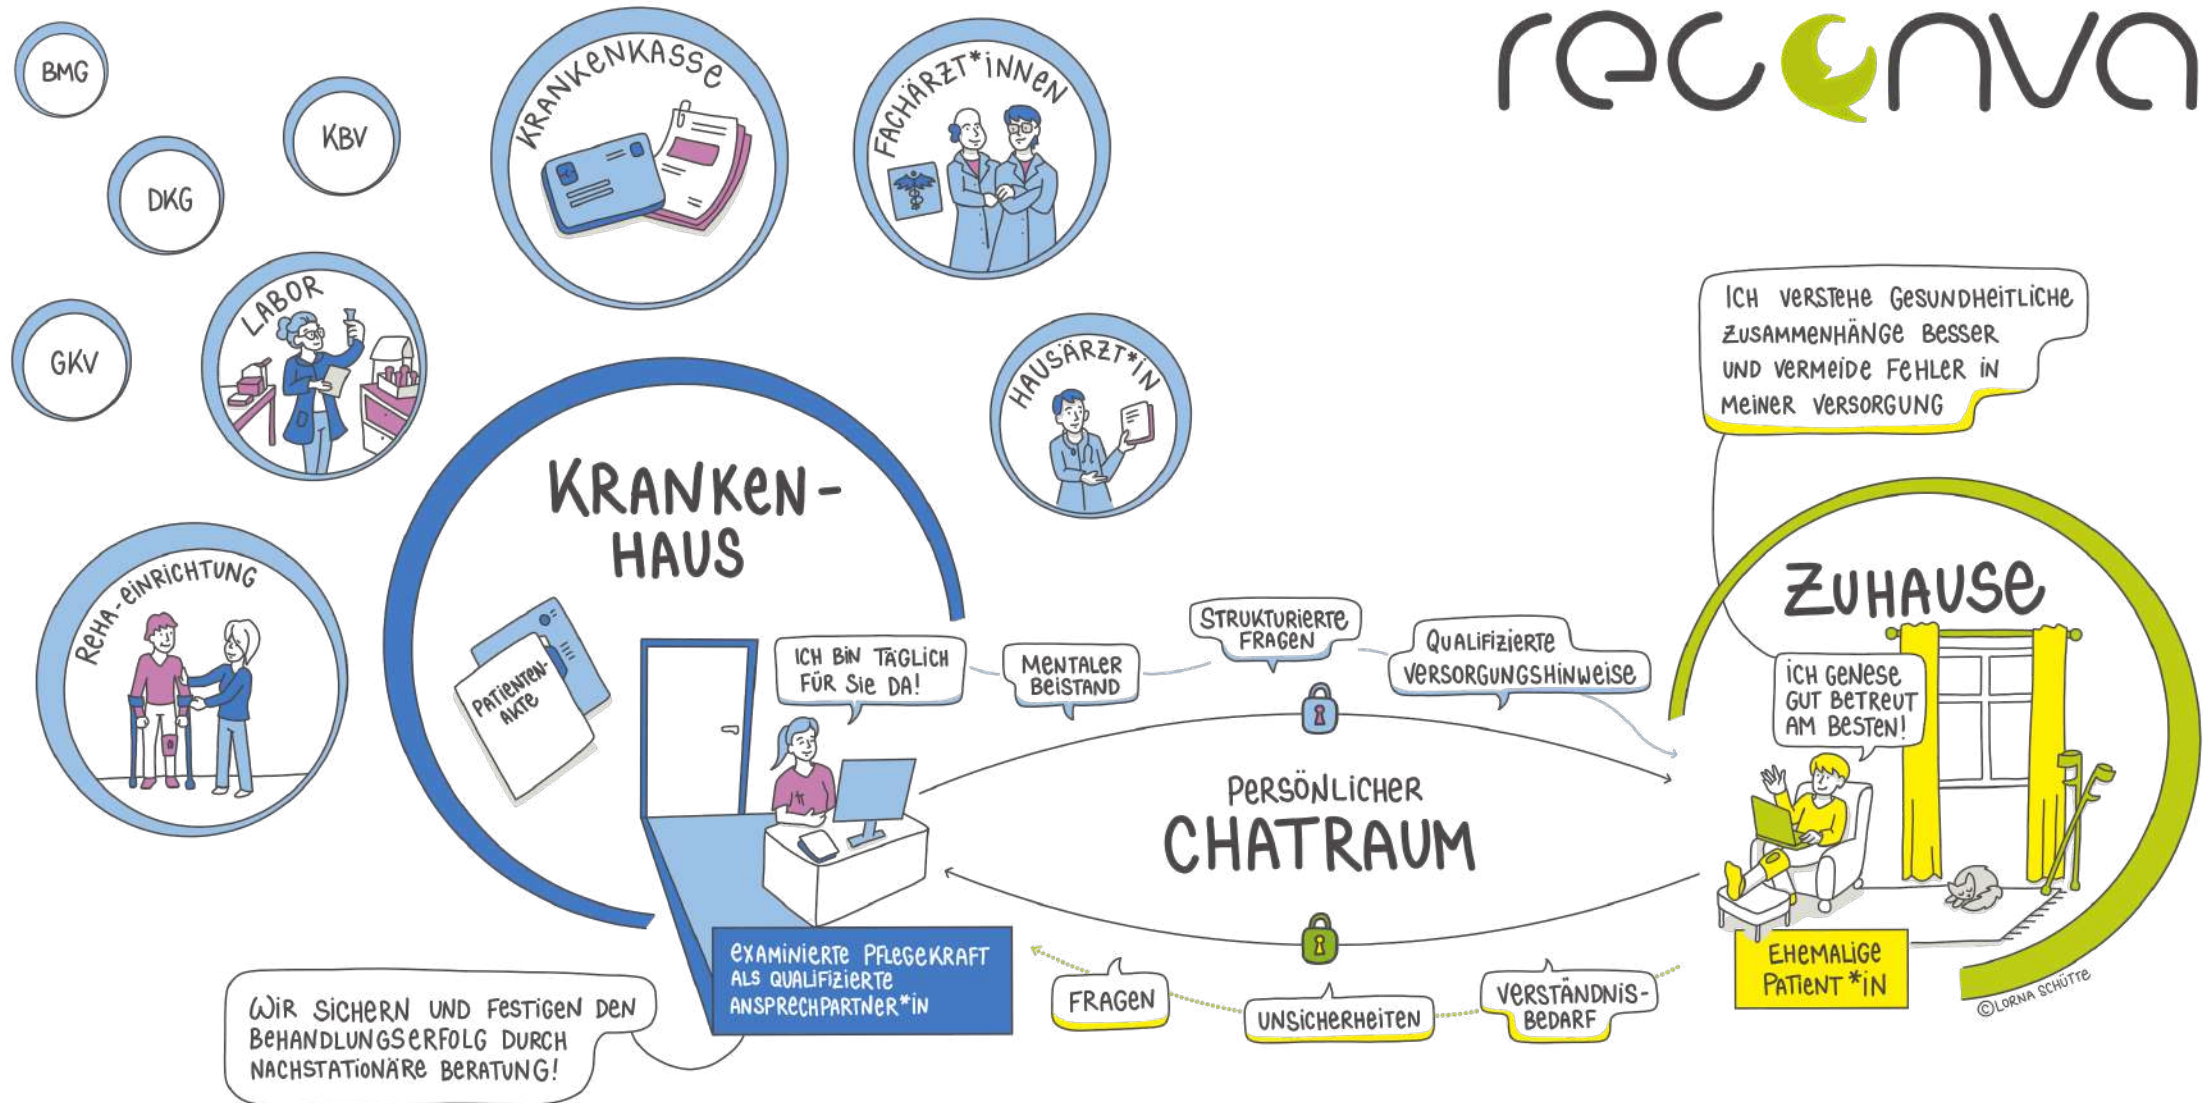 reconva
BMG
KBV
DKG
GKV
KRANKENKASSE
FACHÄRZT*INNEN
LABOR
HAUSÄRZT*IN
REHA-EINRICHTUNG
KRANKEN-
HAUS
PATIENTEN-
AKTE
ICH BIN TÄGLICH
FÜR SIE DA!
MENTALER
BEISTAND
STRUKTURIERTE
FRAGEN
QUALIFIZIERTE
VERSORGUNGSHINWEISE
PERSÖNLICHER
CHATRAUM
ICH VERSTEHE GESUNDHEITLICHE
ZUSAMMENHÄNGE BESSER
UND VERMEIDE FEHLER IN
MEINER VERSORGUNG
ZUHAUSE
ICH GENESE
GUT BETREUT
AM BESTEN!
EHEMALIGE
PATIENT*IN
©LORNA SCHÜTTE
VERSTÄNDNIS-
BEDARF
UNSICHERHEITEN
FRAGEN
EXAMINIERTE PFLEGEKRAFT
ALS QUALIFIZIERTE
ANSPRECHPARTNER*IN
WIR SICHERN UND FESTIGEN DEN
BEHANDLUNGSERFOLG DURCH
NACHSTATIONÄRE BERATUNG!